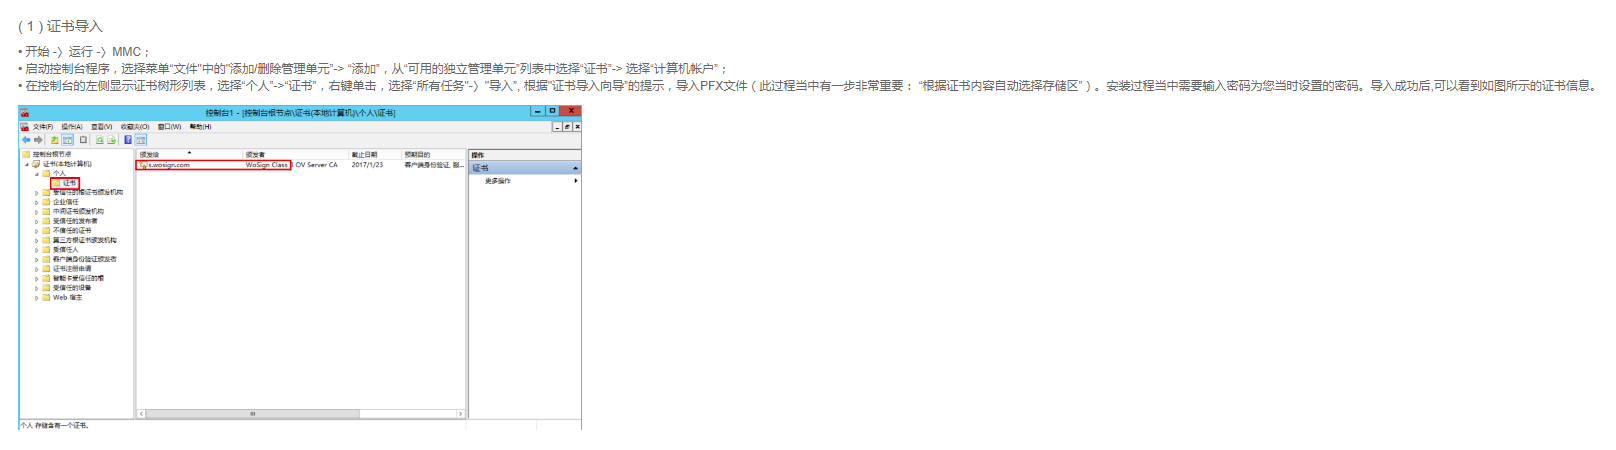 ( 1 ) 证书导入
• 开始 -〉运行 -〉MMC；
• 启动控制台程序，选择菜单“文件”中的"添加/删除管理单元”-> “添加”，从“可用的独立管理单元”列表中选择“证书”-> 选择“计算机帐户”；
• 在控制台的左侧显示证书树形列表，选择“个人”->“证书”，右键单击，选择“所有任务”-〉"导入”, 根据“证书导入向导”的提示，导入PFX文件（此过程当中有一步非常重要： “根据证书内容自动选择存储区”）。安装过程当中需要输入密码为您当时设置的密码。导入成功后,可以看到如图所示的证书信息。
控制台1 - [控制台根节点\证书(本地计算机)\个人\证书]
文件(F) 操作(A) 查看(V) 收藏夹(O) 窗口(W) 帮助(H)
控制台根节点
证书(本地计算机)
个人
证书
受信任的根证书颁发机构
企业信任
中间证书颁发机构
受信任的发布者
不信任的证书
第三方根证书颁发机构
受信任人
客户端身份验证颁发者
证书注册申请
智能卡受信任的根
受信任的设备
Web 宿主
颁发给 颁发者 截止日期 预期目的
s.wosign.com WoSign Class 3 OV Server CA 2017/1/23 客户端身份验证, 服...
操作
证书
更多操作
个人 存储含有一个证书。